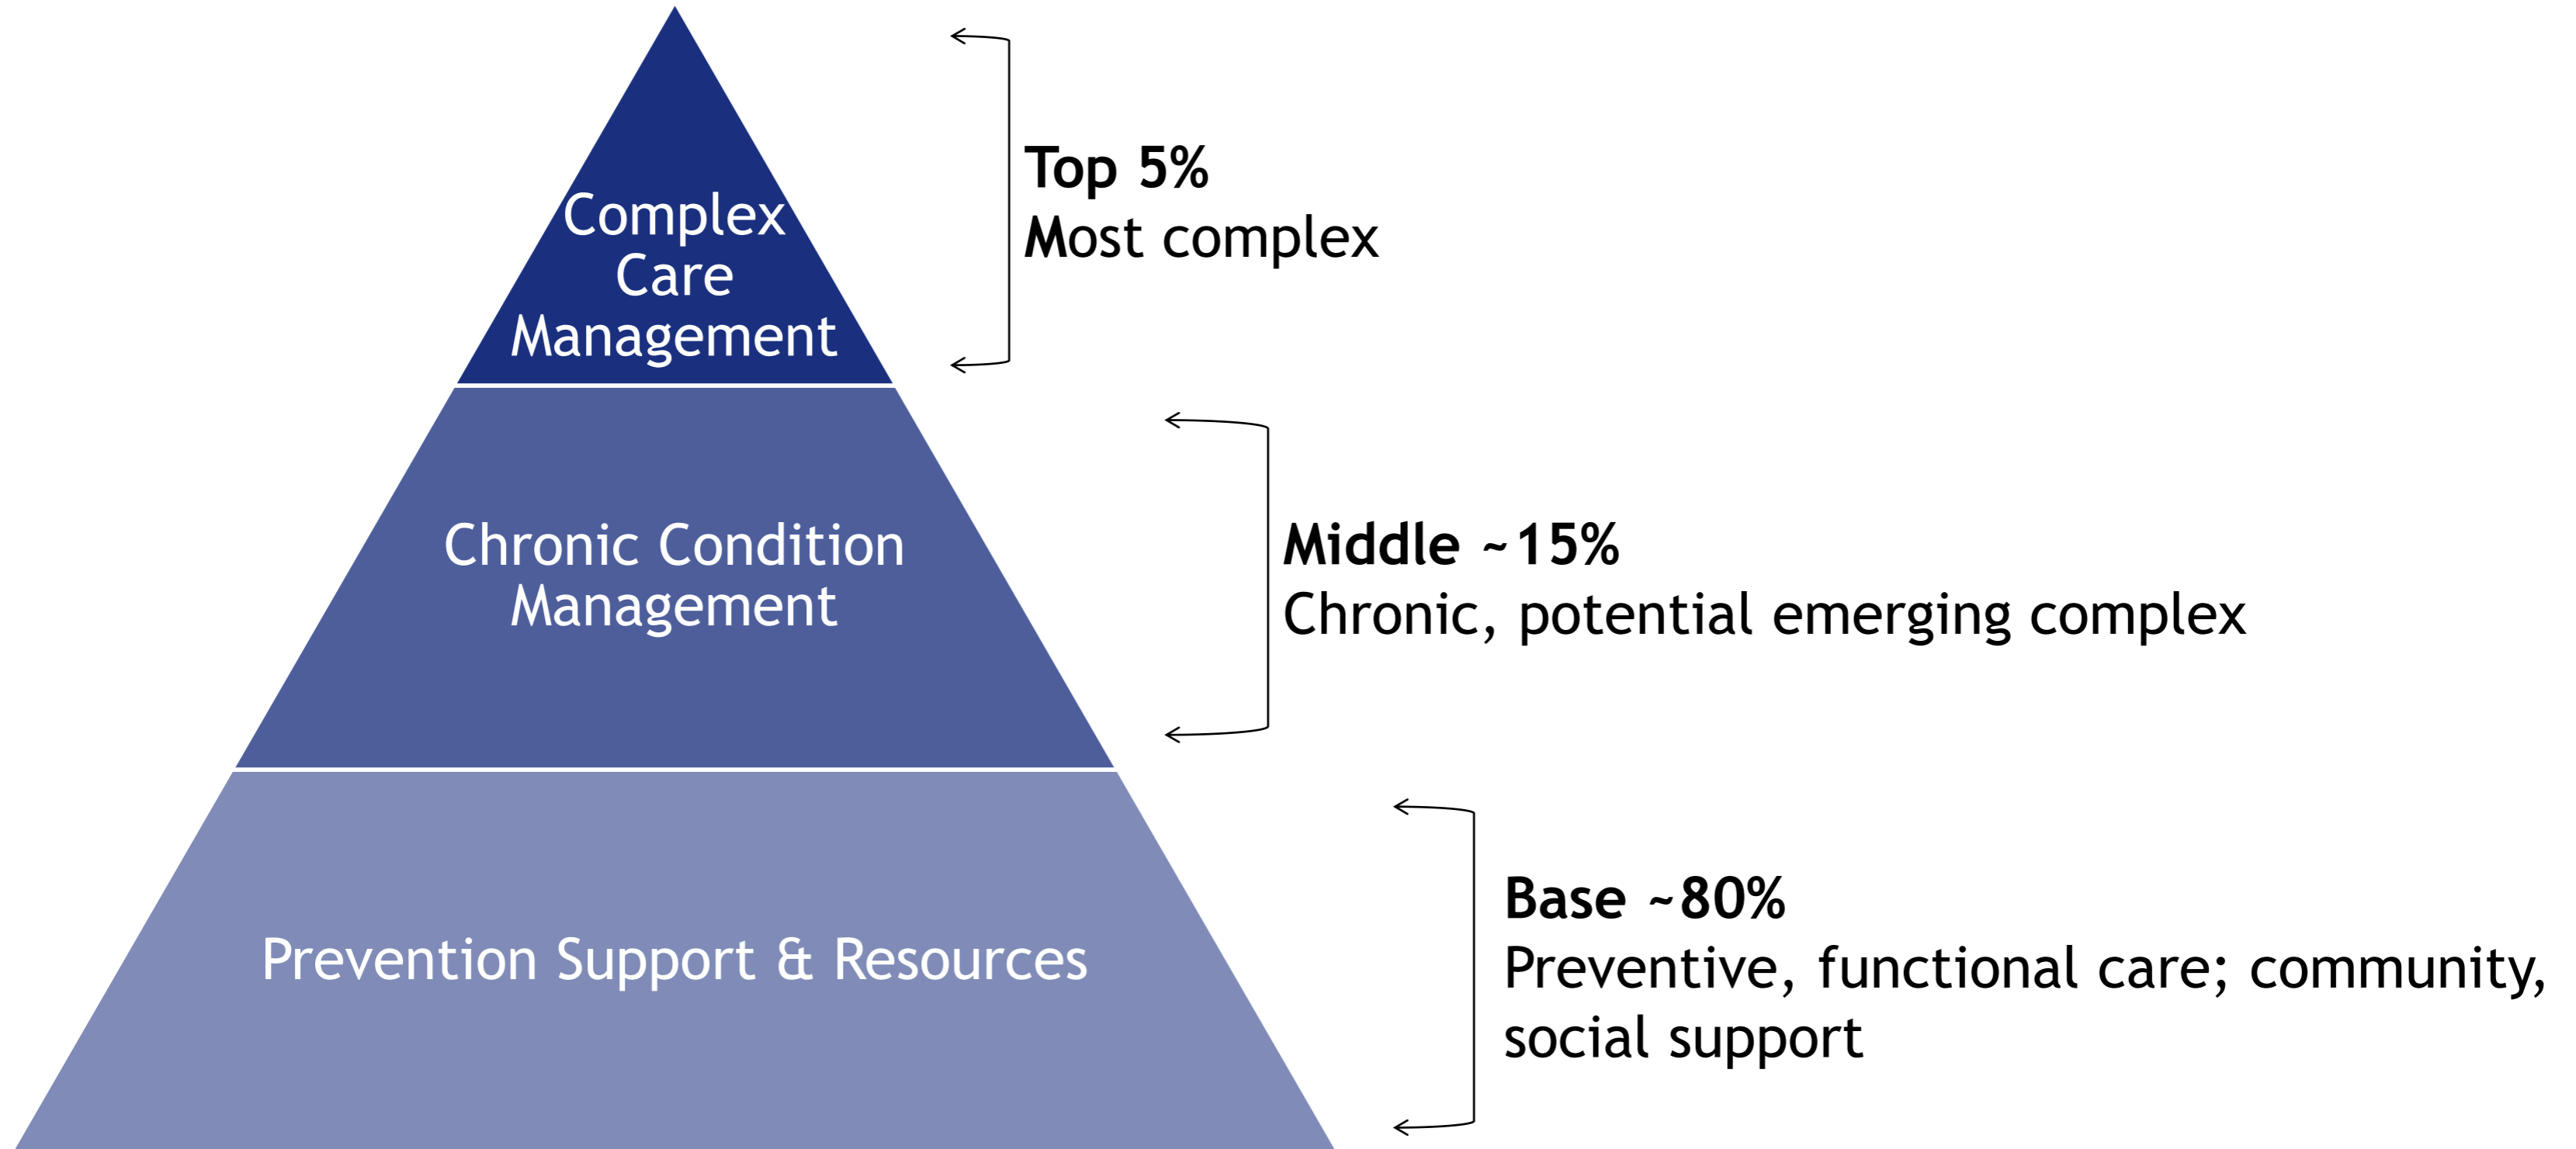 Complex
Care
Management
Top 5%
Most complex
Chronic Condition
Management
Middle ~15%
Chronic, potential emerging complex
Prevention Support & Resources
Base ~80%
Preventive, functional care; community,
social support